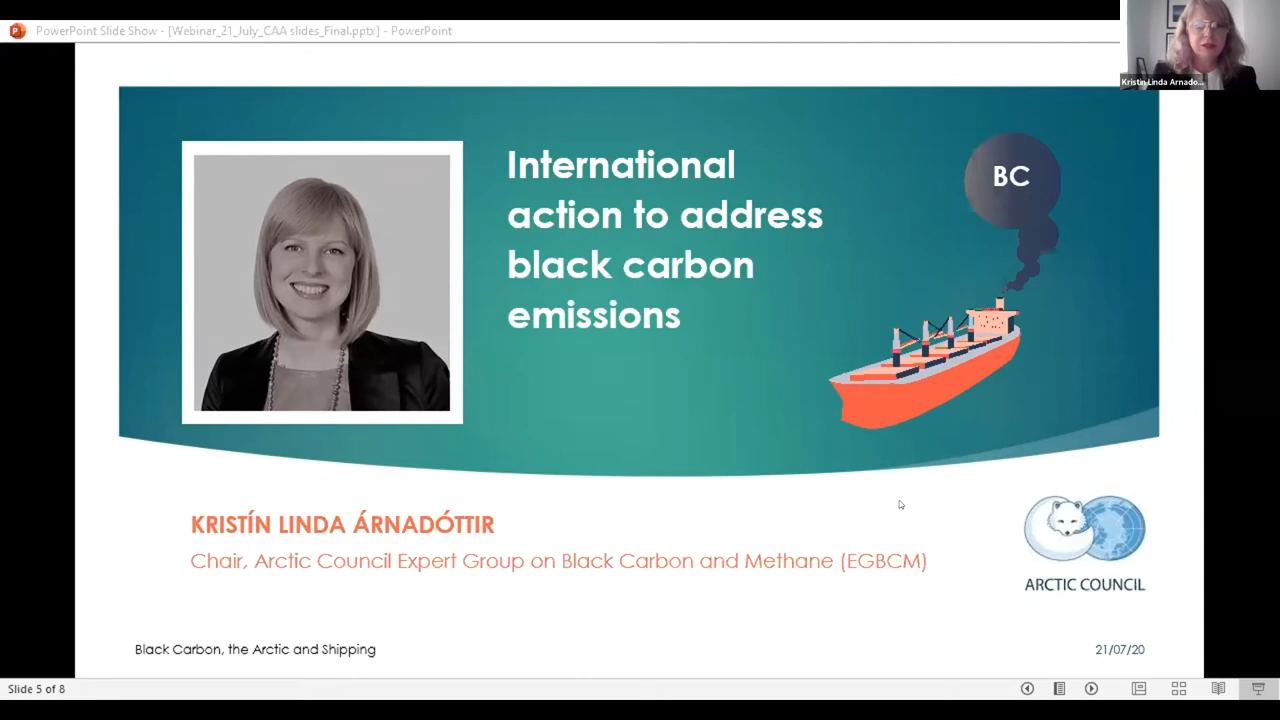 PowerPoint Slide Show - [Webinar_21_July_CAA slides_Final.pptx] - PowerPoint
Kristin Linda Arnado...
International
action to address
black carbon
emissions
BC
KRISTÍN LINDA ÁRNADÓTTIR
Chair, Arctic Council Expert Group on Black Carbon and Methane (EGBCM)
ARCTIC COUNCIL
Black Carbon, the Arctic and Shipping
21/07/20
Slide 5 of 8